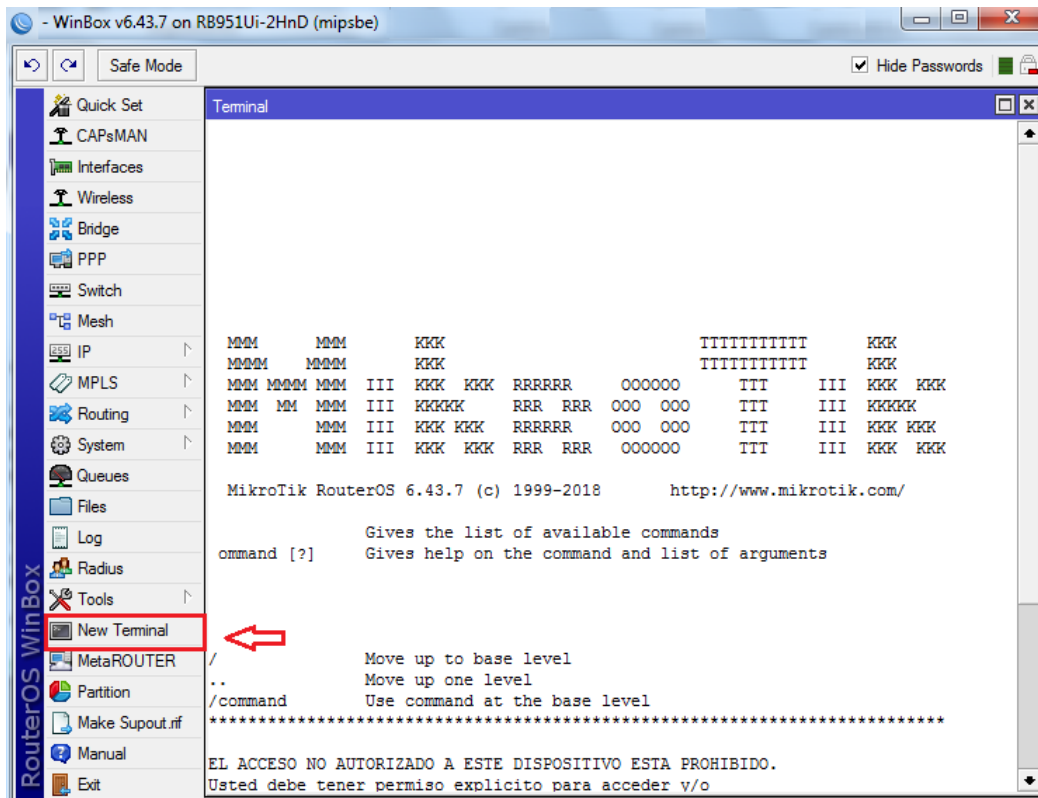 - WinBox v6.43.7 on RB951Ui-2HnD (mipsbe)
Safe Mode
Hide Passwords
Quick Set
CAPsMAN
Interfaces
Wireless
Bridge
PPP
Switch
Mesh
IP
MPLS
Routing
System
Queues
Files
Log
Radius
Tools
New Terminal
MetaROUTER
Partition
Make Supout.rif
Manual
Exit
RouterOS WinBox
Terminal
MMM      MMM       KKK                          TTTTTTTTTTT      KKK
MMMM    MMMM       KKK                          TTTTTTTTTTT      KKK
MMM MMMM MMM  III  KKK  KKK  RRRRRR     OOOOOO      TTT     III  KKK  KKK
MMM  MM  MMM  III  KKKKK     RRR  RRR  OOO  OOO     TTT     III  KKKKK
MMM      MMM  III  KKK KKK   RRRRRR    OOO  OOO     TTT     III  KKK KKK
MMM      MMM  III  KKK  KKK  RRR  RRR   OOOOOO      TTT     III  KKK  KKK
MikroTik RouterOS 6.43.7 (c) 1999-2018       http://www.mikrotik.com/
Gives the list of available commands
ommand [?]     Gives help on the command and list of arguments
/               Move up to base level
..              Move up one level
/command        Use command at the base level
***************************************************************************
EL ACCESO NO AUTORIZADO A ESTE DISPOSITIVO ESTA PROHIBIDO.
Usted debe tener permiso explicito para acceder y/o